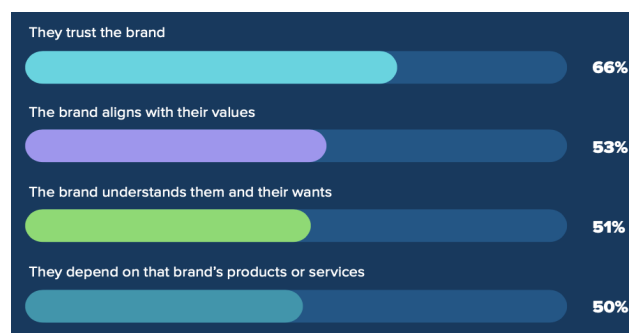 They trust the brand
66%
The brand aligns with their values
53%
The brand understands them and their wants
51%
They depend on that brand’s products or services
50%